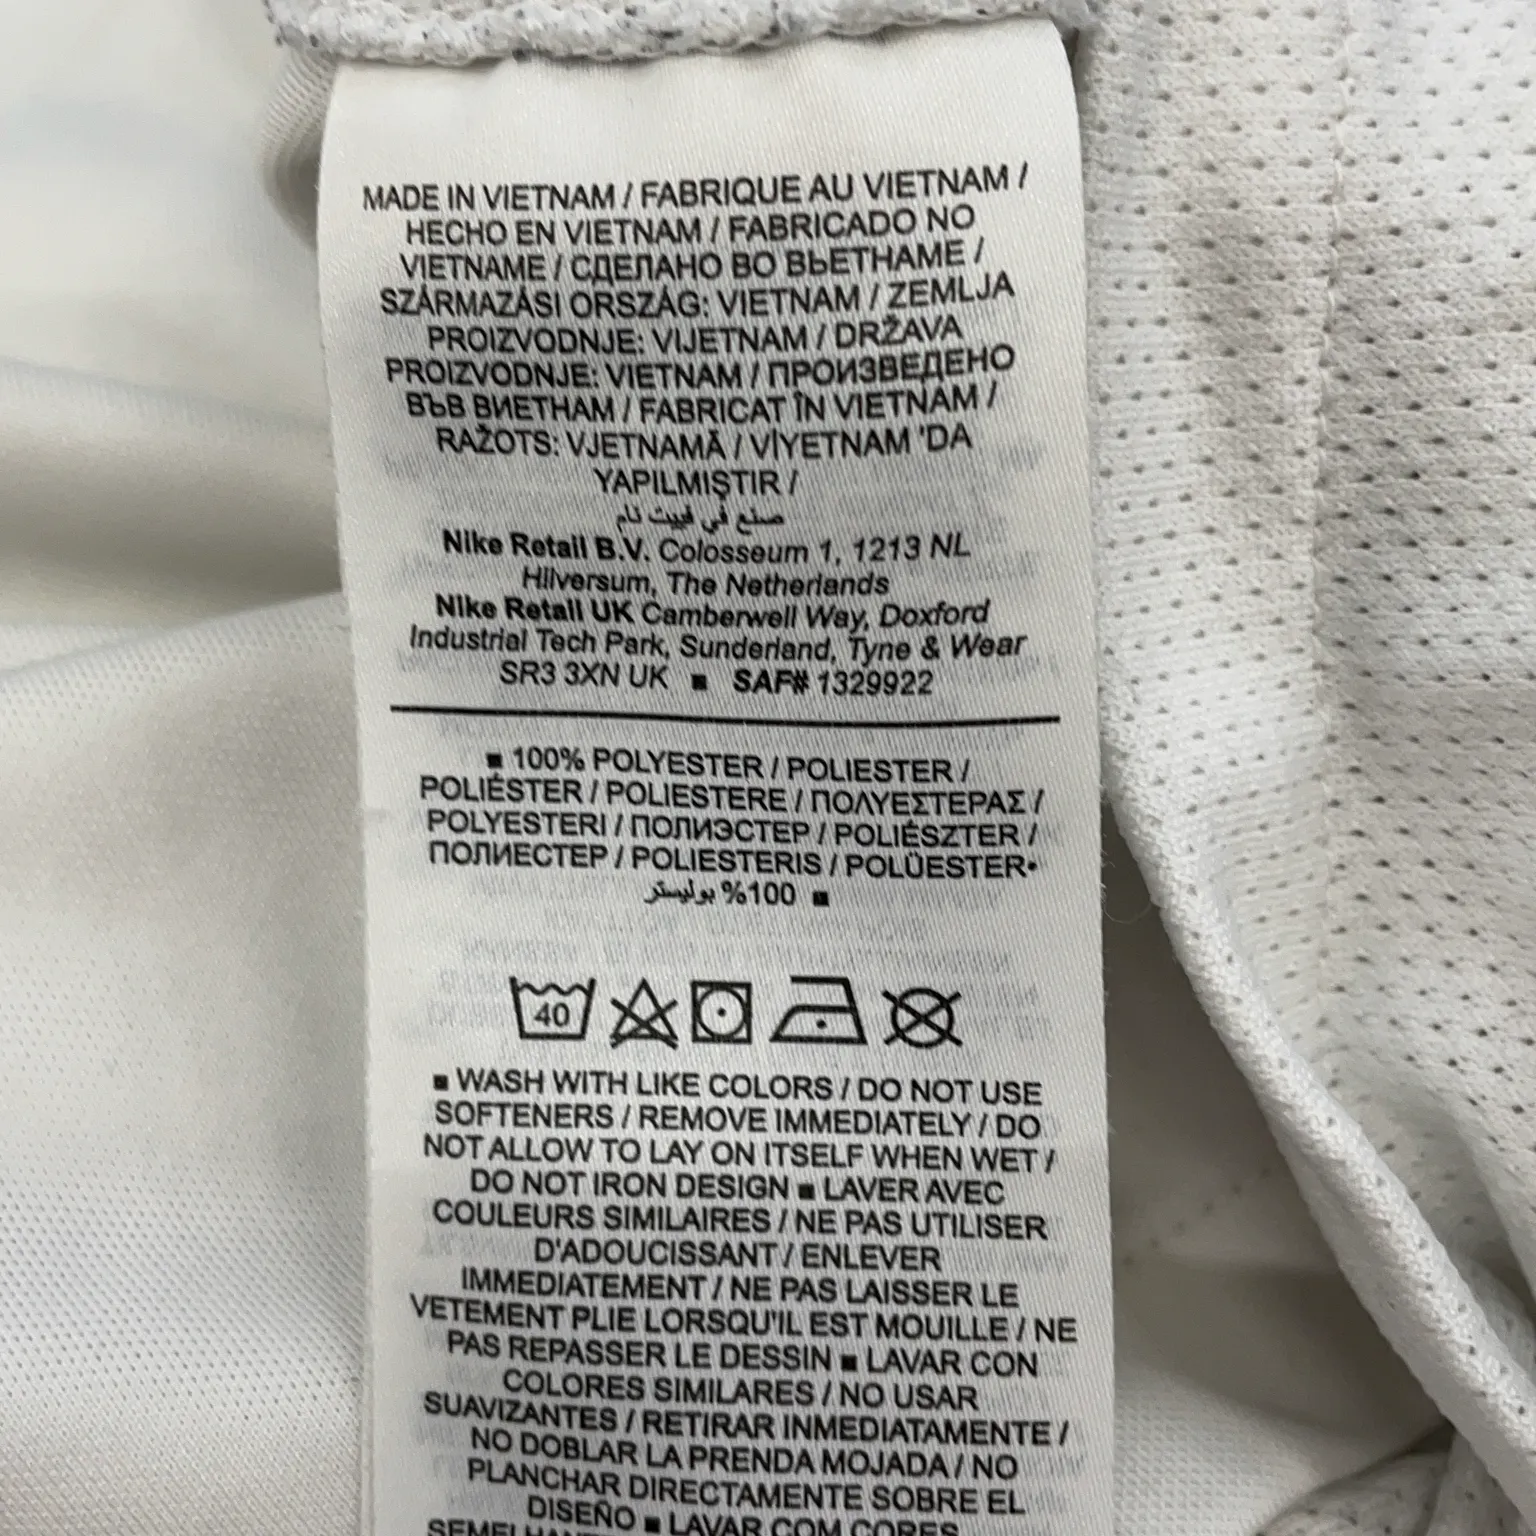 MADE IN VIETNAM / FABRIQUE AU VIETNAM /
HECHO EN VIETNAM / FABRICADO NO
VIETNAME / СДЕЛАНО ВО ВЬЕТНАМЕ /
SZÁRMAZÁSI ORSZÁG: VIETNAM / ZEMLJA
PROIZVODNJE: VIJETNAM / DRŽAVA
PROIZVODNJE: VIETNAM / ПРОИЗВЕДЕНО
ВЪВ ВИЕТНАМ / FABRICAT ÎN VIETNAM /
RAŽOTS: VJETNAMĀ / VİYETNAM 'DA
YAPILMIŞTIR /
صنع في فييت نام
Nike Retail B.V. Colosseum 1, 1213 NL
Hilversum, The Netherlands
Nike Retail UK Camberwell Way, Doxford
Industrial Tech Park, Sunderland, Tyne & Wear
SR3 3XN UK ■ SAF# 1329922
■ 100% POLYESTER / POLIESTER /
POLIÉSTER / POLIESTERE / ΠΟΛΥΕΣΤΕΡΑΣ /
POLYESTERI / ПОЛИЭСТЕР / POLIÉSZTER /
ПОЛИЕСТЕР / POLIESTERIS / POLÜESTER•
■ 100% بوليستر
40
■ WASH WITH LIKE COLORS / DO NOT USE
SOFTENERS / REMOVE IMMEDIATELY / DO
NOT ALLOW TO LAY ON ITSELF WHEN WET /
DO NOT IRON DESIGN ■ LAVER AVEC
COULEURS SIMILAIRES / NE PAS UTILISER
D'ADOUCISSANT / ENLEVER
IMMEDIATEMENT / NE PAS LAISSER LE
VETEMENT PLIE LORSQU'IL EST MOUILLE / NE
PAS REPASSER LE DESSIN ■ LAVAR CON
COLORES SIMILARES / NO USAR
SUAVIZANTES / RETIRAR INMEDIATAMENTE /
NO DOBLAR LA PRENDA MOJADA / NO
PLANCHAR DIRECTAMENTE SOBRE EL
DISEÑO ■ LAVAR COM CORES